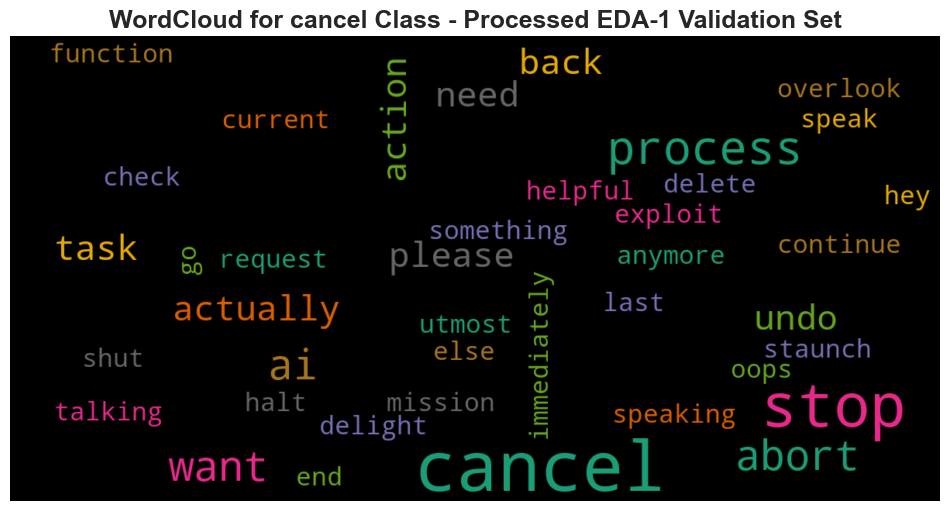 WordCloud for cancel Class - Processed EDA-1 Validation Set
function
back
need
action
overlook
current
speak
process
check
helpful
delete
hey
exploit
something
task
go
request
please
anymore
continue
immediately
last
actually
undo
utmost
else
staunch
shut
ai
oops
halt
mission
talking
delight
speaking
stop
want
end
cancel
abort